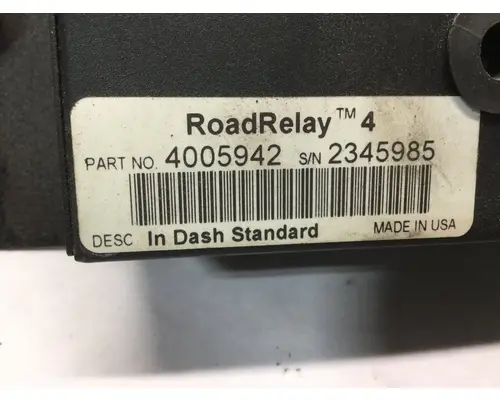 RoadRelay™ 4
PART NO. 4005942 S/N 2345985
DESC In Dash Standard MADE IN USA